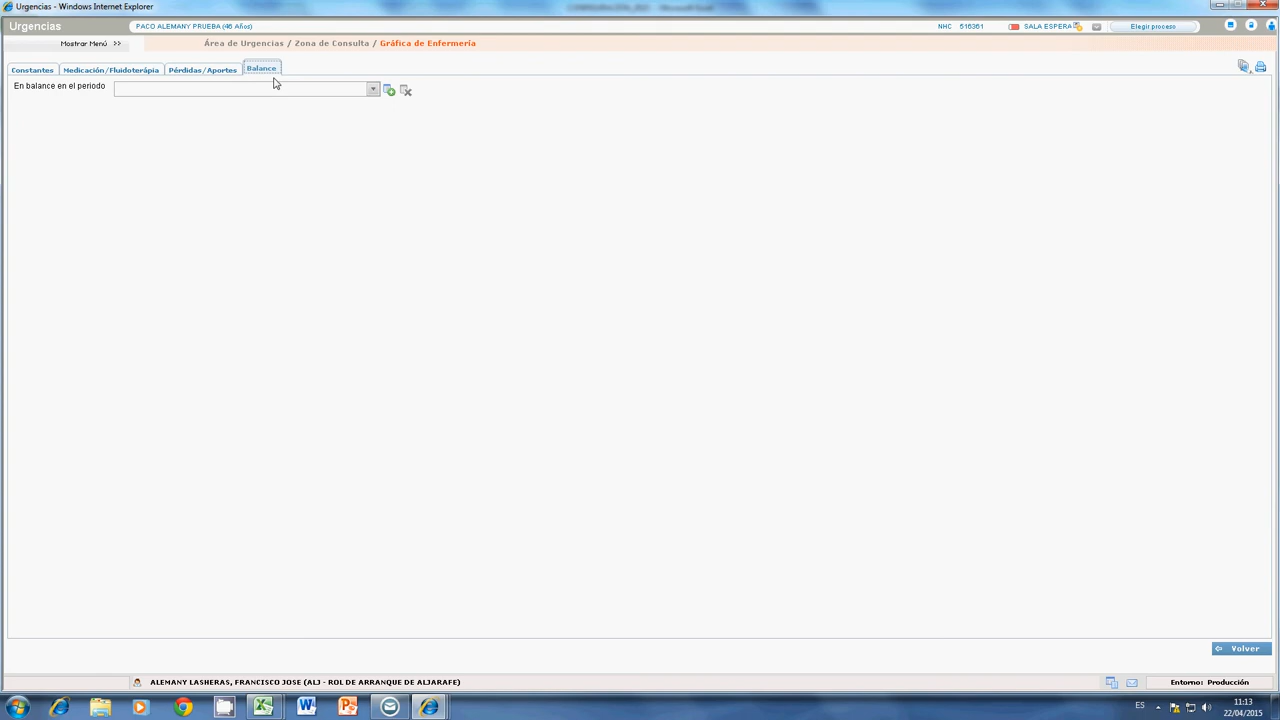 Urgencias - Windows Internet Explorer
Urgencias
PACO ALEMANY PRUEBA (46 Años)
NHC 516361
SALA ESPERA
Elegir proceso
Mostrar Menú >>
Área de Urgencias / Zona de Consulta / Gráfica de Enfermería
Constantes
Medicación/Fluidoterápia
Pérdidas/Aportes
Balance
En balance en el periodo
Volver
ALEMANY LASHERAS, FRANCISCO JOSE (ALJ - ROL DE ARRANQUE DE ALJARAFE)
Entorno: Producción
ES
11:13
22/04/2015